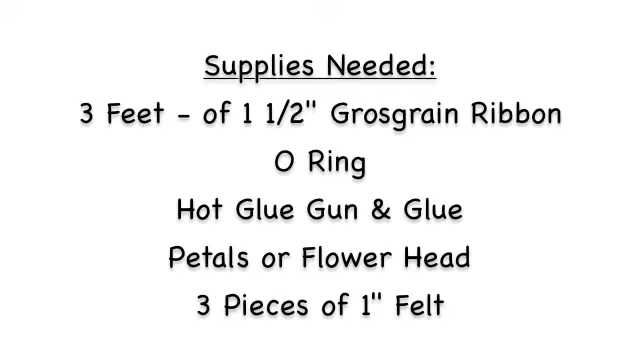 Supplies Needed:
3 Feet - of 1 1/2" Grosgrain Ribbon
O Ring
Hot Glue Gun & Glue
Petals or Flower Head
3 Pieces of 1" Felt